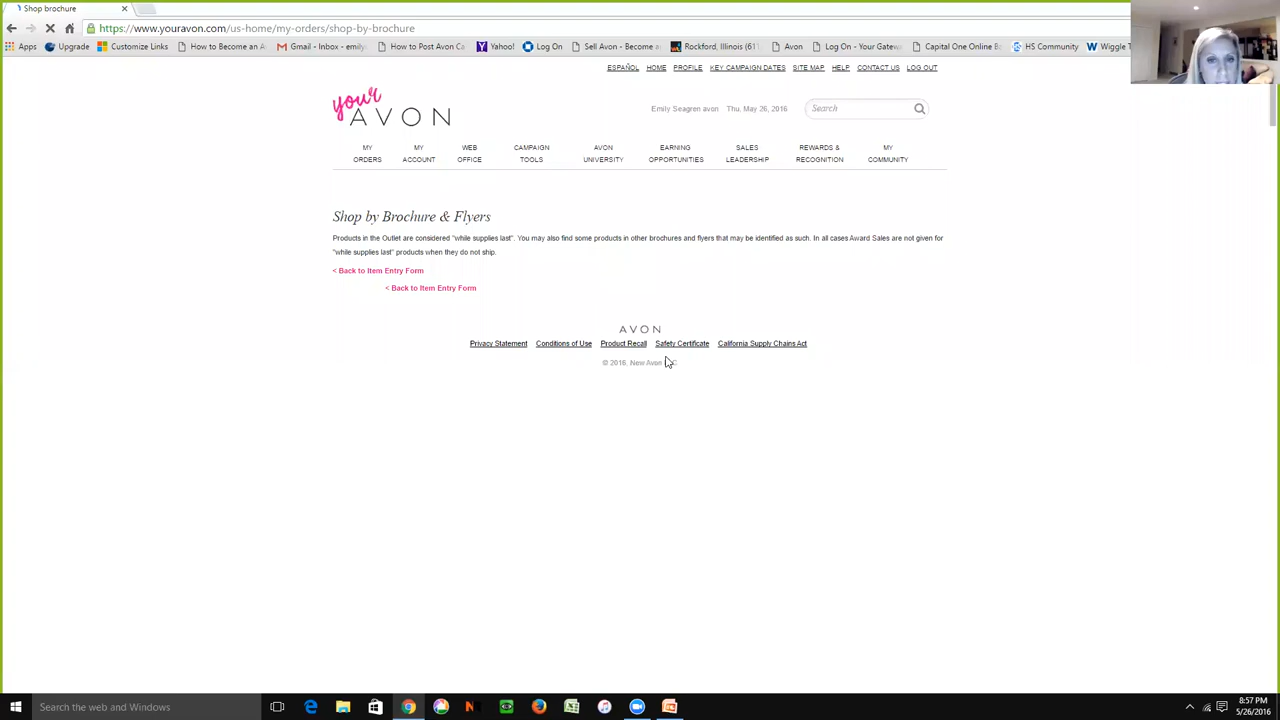 Shop brochure
https://www.youravon.com/us-home/my-orders/shop-by-brochure
Apps Upgrade Customize Links How to Become an A Gmail - Inbox - emily. How to Post Avon Ca Yahoo! Log On Sell Avon - Become a Rockford, Illinois (611 Avon Log On - Your Gatew Capital One Online B HS Community Wiggle T
ESPAÑOL HOME PROFILE KEY CAMPAIGN DATES SITE MAP HELP CONTACT US LOG OUT
your
AVON
Emily Seagren avon Thu. May 26, 2016 Search
MY ORDERS
MY ACCOUNT
WEB OFFICE
CAMPAIGN TOOLS
AVON UNIVERSITY
EARNING OPPORTUNITIES
SALES LEADERSHIP
REWARDS & RECOGNITION
MY COMMUNITY
Shop by Brochure & Flyers
Products in the Outlet are considered "while supplies last". You may also find some products in other brochures and flyers that may be identified as such. In all cases Award Sales are not given for
"while supplies last" products when they do not ship.
< Back to Item Entry Form
< Back to Item Entry Form
AVON
Privacy Statement Conditions of Use Product Recall Safety Certificate California Supply Chains Act
© 2016. New Avon
Search the web and Windows
8:57 PM
5/26/2016